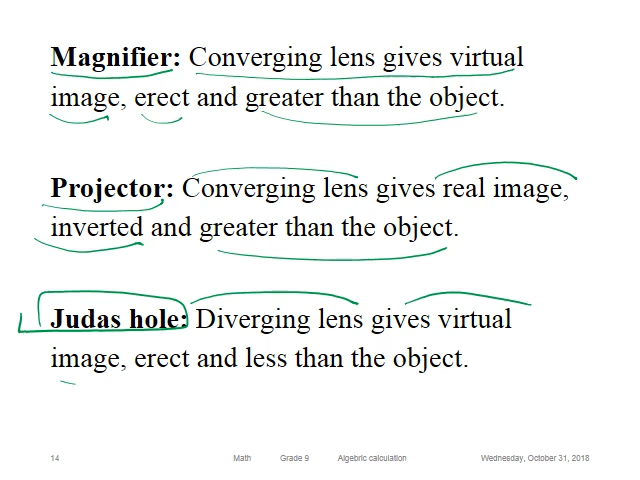 Magnifier: Converging lens gives virtual
image, erect and greater than the object.
Projector: Converging lens gives real image,
inverted and greater than the object.
Judas hole: Diverging lens gives virtual
image, erect and less than the object.
14 Math Grade 9 Algebric calculation Wednesday, October 31, 2018